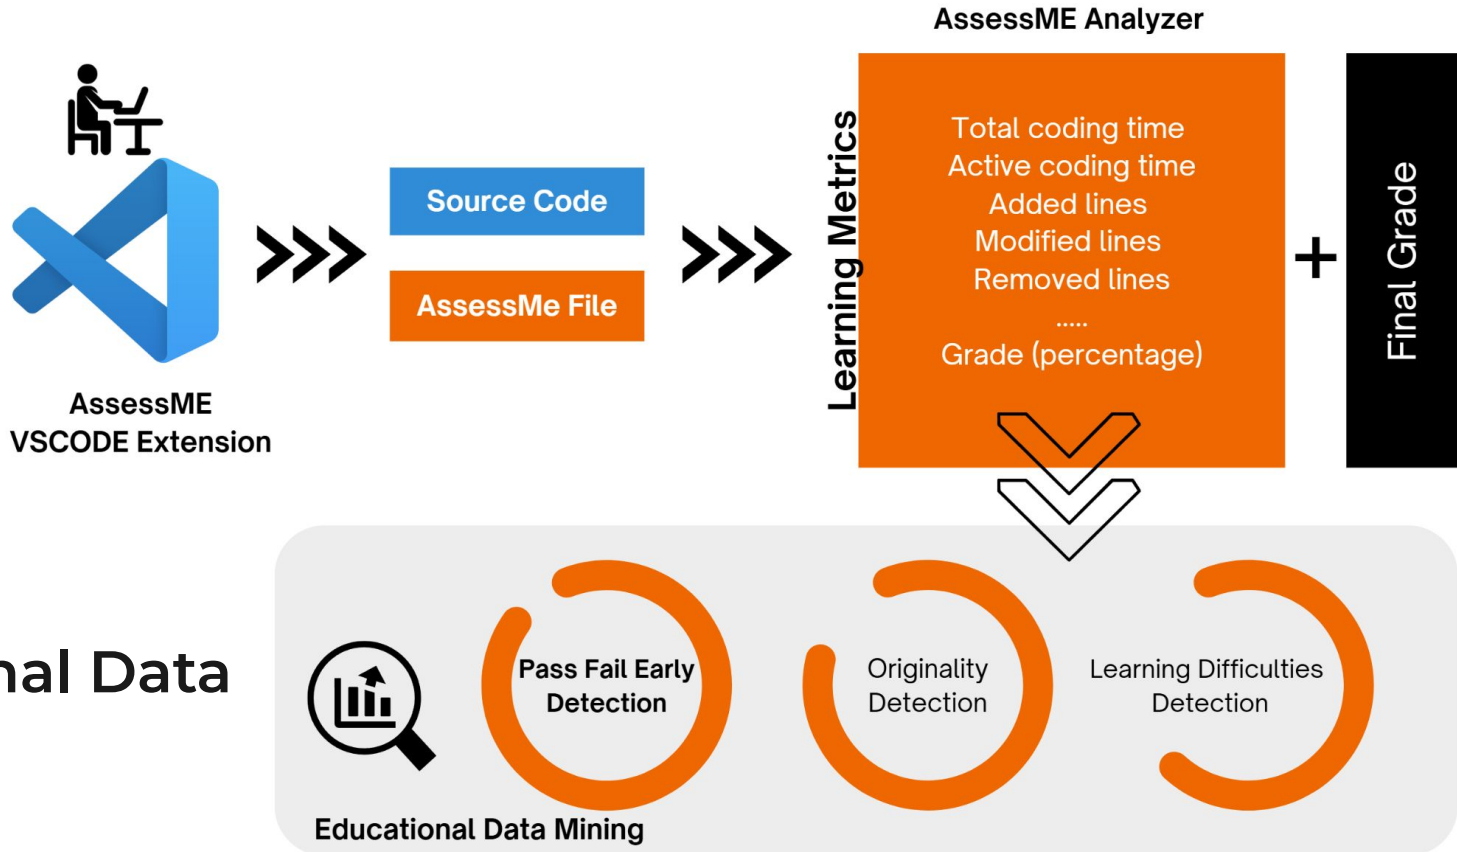 AssessME Analyzer
AssessME
VSCODE Extension
Source Code
AssessMe File
Learning Metrics
Total coding time
Active coding time
Added lines
Modified lines
Removed lines
.....
Grade (percentage)
+
Final Grade
nal Data
Pass Fail Early
Detection
Originality
Detection
Learning Difficulties
Detection
Educational Data Mining